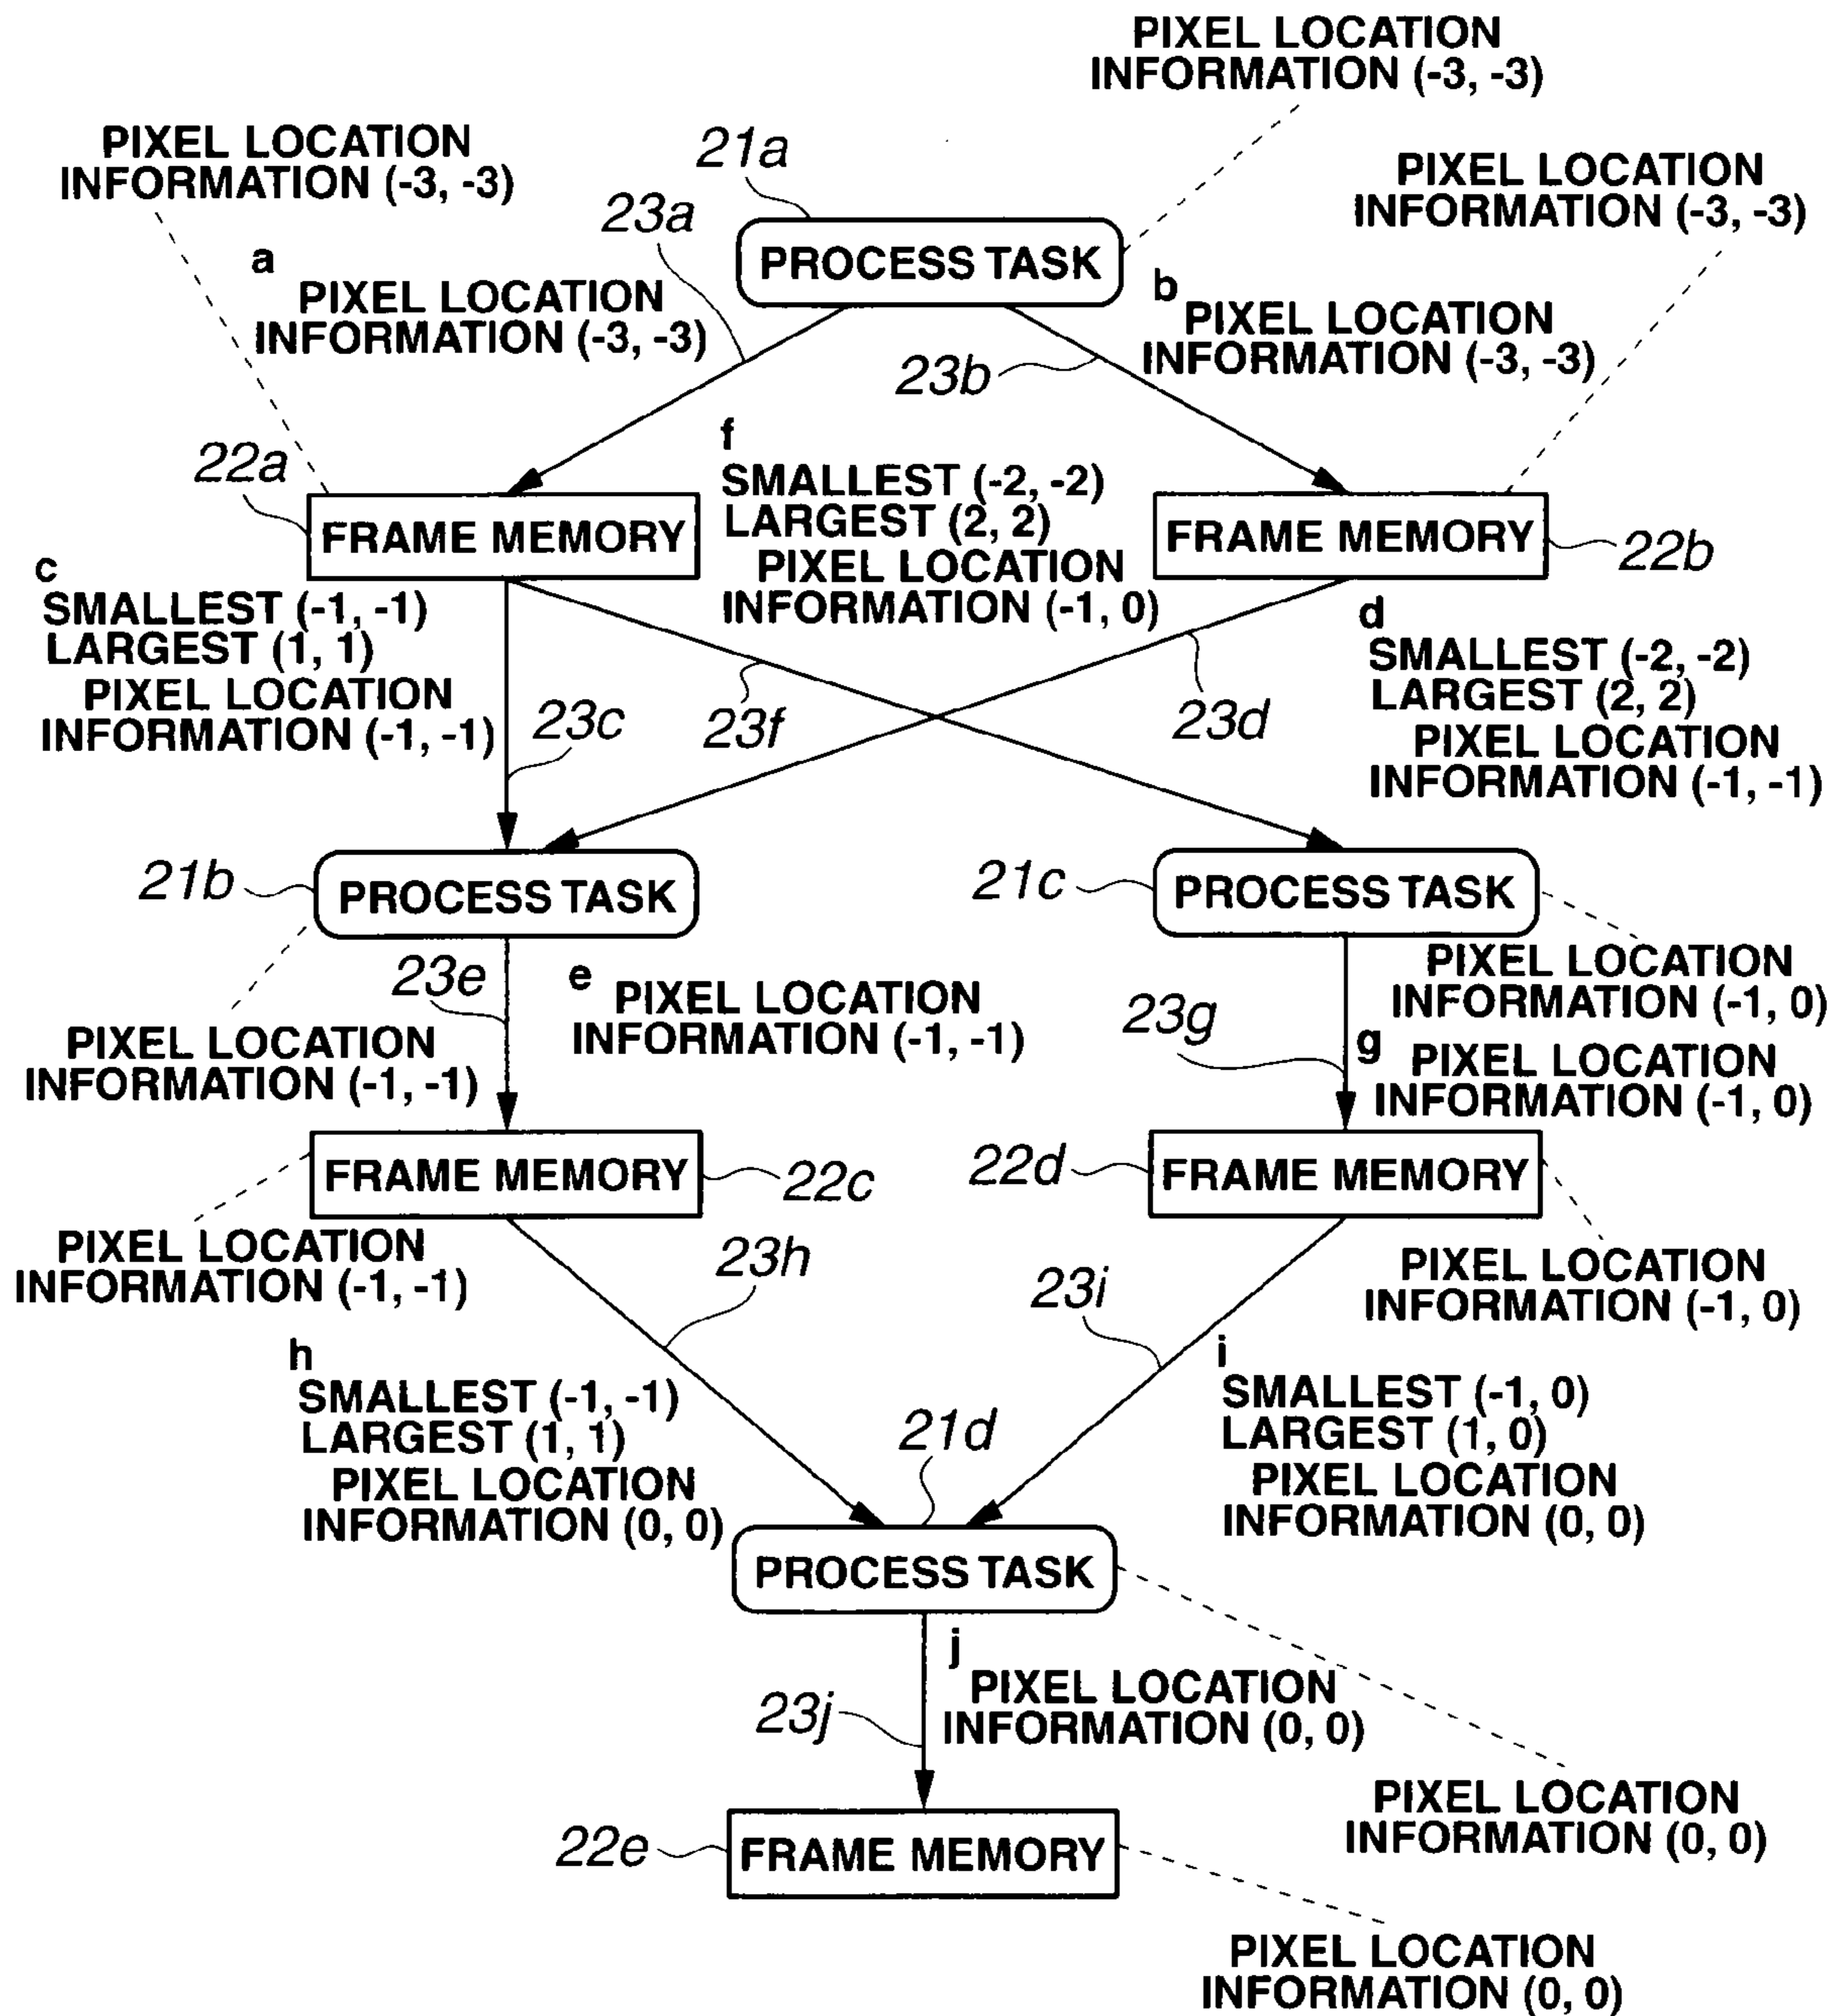 PIXEL LOCATION
INFORMATION (-3, -3)
PIXEL LOCATION
INFORMATION (-3, -3)
21a
PIXEL LOCATION
INFORMATION (-3, -3)
23a
PROCESS TASK
a
PIXEL LOCATION
INFORMATION (-3, -3)
b
PIXEL LOCATION
INFORMATION (-3, -3)
23b
22a
f
SMALLEST (-2, -2)
LARGEST (2, 2)
PIXEL LOCATION
INFORMATION (-1, 0)
FRAME MEMORY
FRAME MEMORY
22b
c
SMALLEST (-1, -1)
LARGEST (1, 1)
PIXEL LOCATION
INFORMATION (-1, -1)
23c
23f
23d
d
SMALLEST (-2, -2)
LARGEST (2, 2)
PIXEL LOCATION
INFORMATION (-1, -1)
21b
PROCESS TASK
21c
PROCESS TASK
23e
e
PIXEL LOCATION
INFORMATION (-1, -1)
PIXEL LOCATION
INFORMATION (-1, 0)
23g
g
PIXEL LOCATION
INFORMATION (-1, 0)
PIXEL LOCATION
INFORMATION (-1, -1)
FRAME MEMORY
22c
22d
FRAME MEMORY
PIXEL LOCATION
INFORMATION (-1, -1)
23h
23i
PIXEL LOCATION
INFORMATION (-1, 0)
h
SMALLEST (-1, -1)
LARGEST (1, 1)
PIXEL LOCATION
INFORMATION (0, 0)
21d
i
SMALLEST (-1, 0)
LARGEST (1, 0)
PIXEL LOCATION
INFORMATION (0, 0)
PROCESS TASK
j
PIXEL LOCATION
INFORMATION (0, 0)
23j
PIXEL LOCATION
INFORMATION (0, 0)
22e
FRAME MEMORY
PIXEL LOCATION
INFORMATION (0, 0)